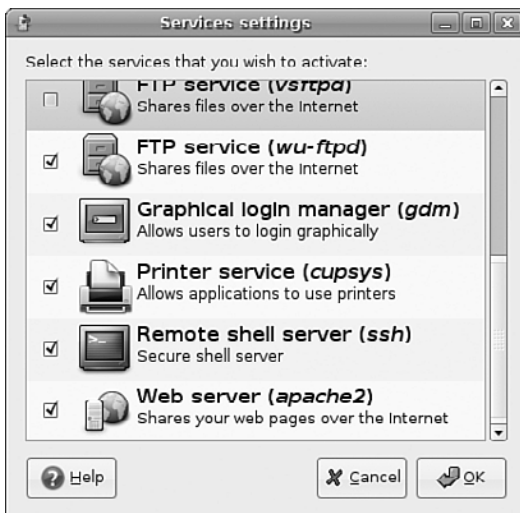 Services settings
Select the services that you wish to activate:
FTP service (vsftpd)
Shares files over the Internet
FTP service (wu-ftpd)
Shares files over the Internet
Graphical login manager (gdm)
Allows users to login graphically
Printer service (cupsys)
Allows applications to use printers
Remote shell server (ssh)
Secure shell server
Web server (apache2)
Shares your web pages over the Internet
Help
Cancel
OK